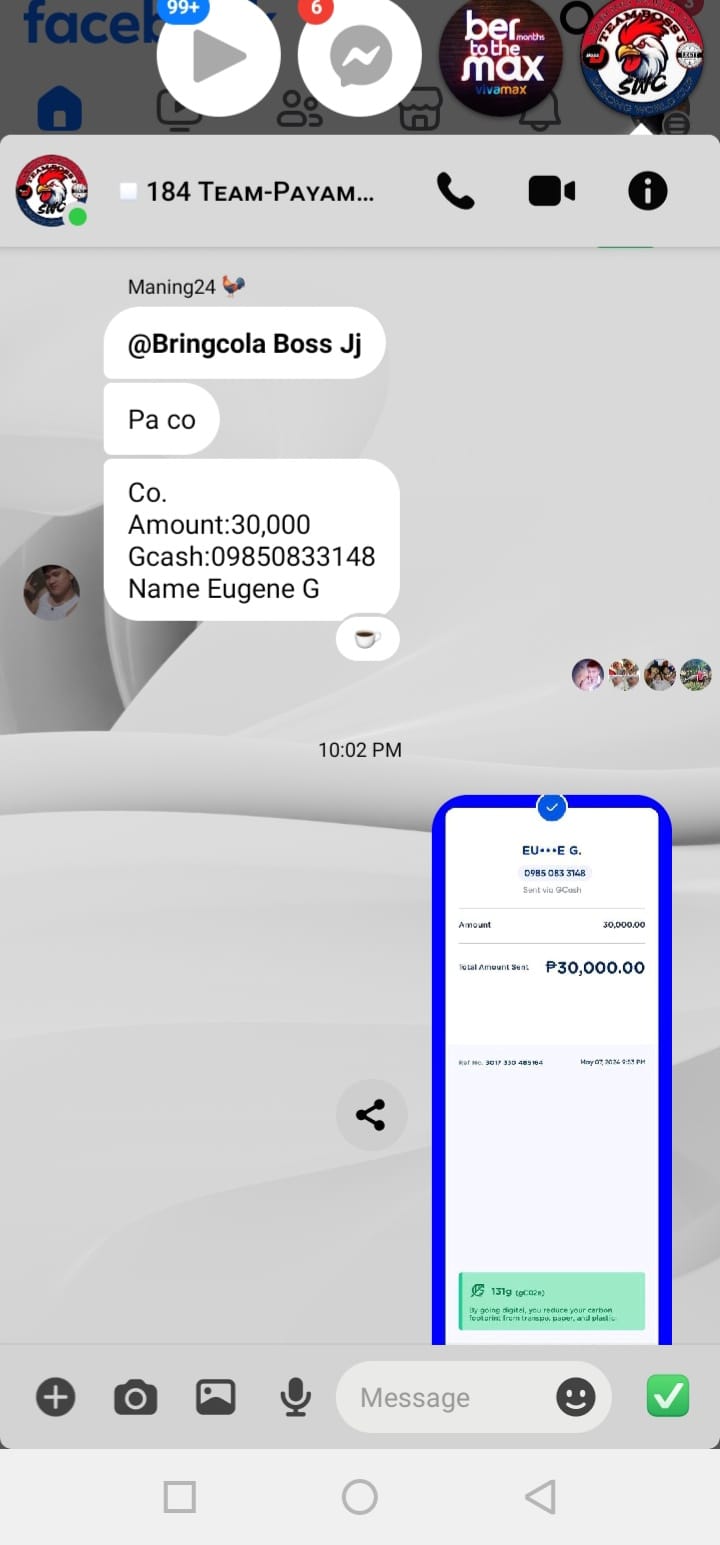 faceb
99+
6
ber months
to the
max
vivamax
TEAM BOSS J
SWC
184 TEAM-PAYAM...
Maning24
@Bringcola Boss Jj
Pa co
Co.
Amount:30,000
Gcash:09850833148
Name Eugene G
10:02 PM
EU•••E G.
0985 083 3148
Sent via GCash
Amount 30,000.00
Total Amount Sent ₱30,000.00
Ref No. 3017 330 485164 May 07, 2024 9:53 PM
131g (gCO2e)
By going digital, you reduce your carbon
footprint from transpo, paper, and plastic.
Message